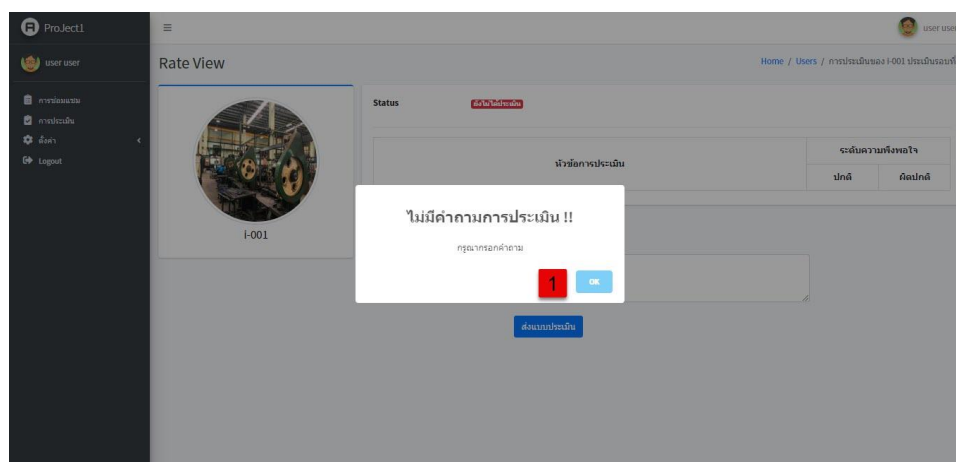 ProJect1
user user
user user
Rate View
Home / Users / การประเมินของ I-001 ประเมินรอบที่
การซ่อมแซม
การประเมิน
ตั้งค่า
Logout
i-001
Status
ยังไม่ได้ประเมิน
หัวข้อการประเมิน
ระดับความพึงพอใจ
ปกติ
ผิดปกติ
ไม่มีคำถามการประเมิน !!
กรุณากรอกคำถาม
1
OK
ส่งแบบประเมิน